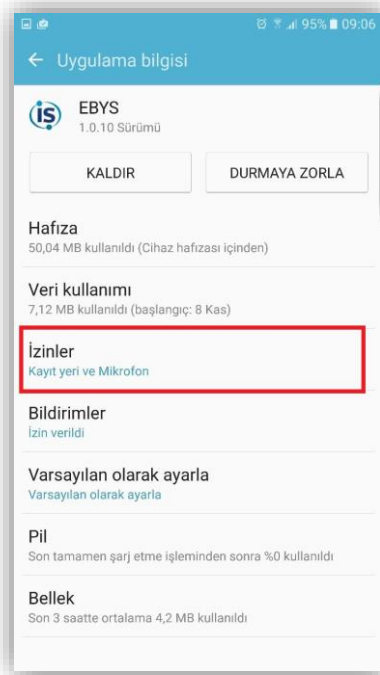 95% 09:06
Uygulama bilgisi
iş
EBYS
1.0.10 Sürümü
KALDIR
DURMAYA ZORLA
Hafıza
50,04 MB kullanıldı (Cihaz hafızası içinden)
Veri kullanımı
7,12 MB kullanıldı (başlangıç: 8 Kas)
İzinler
Kayıt yeri ve Mikrofon
Bildirimler
İzin verildi
Varsayılan olarak ayarla
Varsayılan olarak ayarla
Pil
Son tamamen şarj etme işleminden sonra %0 kullanıldı
Bellek
Son 3 saatte ortalama 4,2 MB kullanıldı